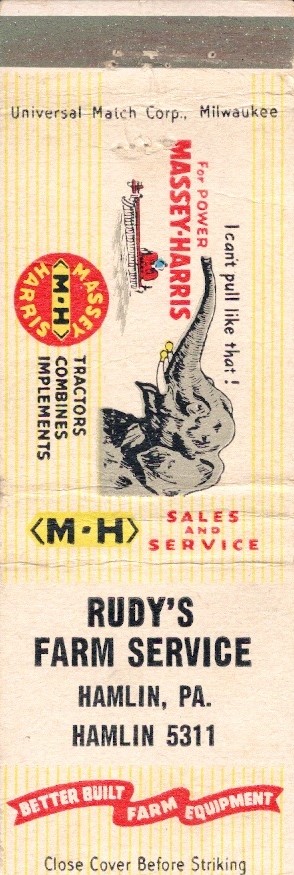 Universal Match Corp., Milwaukee
I can't pull like that!
For POWER
MASSEY-HARRIS
MASSEY
M-H
HARRIS
TRACTORS
COMBINES
IMPLEMENTS
M-H
SALES
AND
SERVICE
RUDY'S
FARM SERVICE
HAMLIN, PA.
HAMLIN 5311
BETTER BUILT FARM EQUIPMENT
Close Cover Before Striking